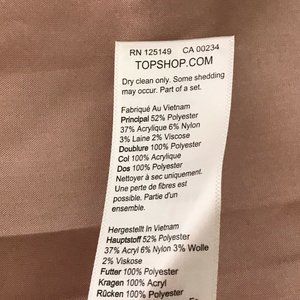 RN 125149 CA 00234
TOPSHOP.COM
Dry clean only. Some shedding
may occur. Part of a set.
Fabriqué Au Vietnam
Principal 52% Polyester
37% Acrylique 6% Nylon
3% Laine 2% Viscose
Doublure 100% Polyester
Col 100% Acrylique
Dos 100% Polyester
Nettoyer à sec uniquement.
Une perte de fibres est
possible. Partie d'un
ensemble.
Hergestellt In Vietnam
Hauptstoff 52% Polyester
37% Acryl 6% Nylon 3% Wolle
2% Viskose
Futter 100% Polyester
Kragen 100% Acryl
Rücken 100% Polyester